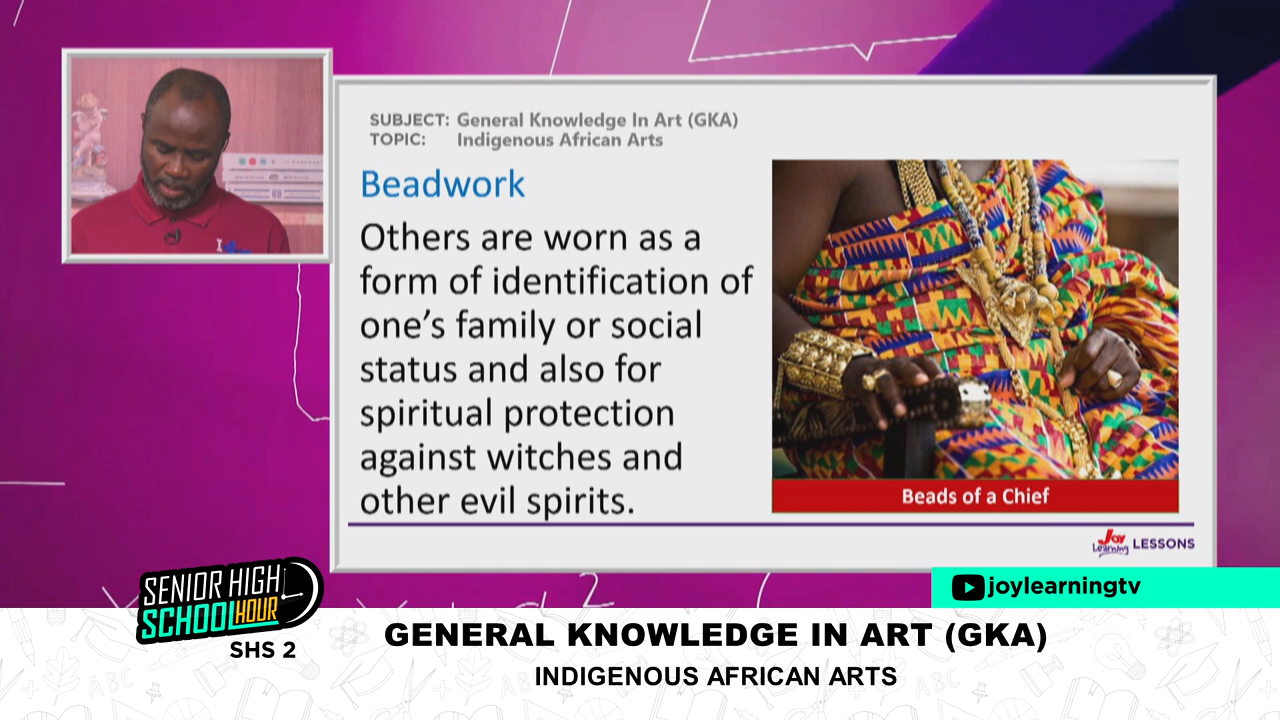 SUBJECT: General Knowledge In Art (GKA)
TOPIC: Indigenous African Arts
Beadwork
Others are worn as a
form of identification of
one’s family or social
status and also for
spiritual protection
against witches and
other evil spirits.
Beads of a Chief
Joy
Learning LESSONS
joylearningtv
SENIOR HIGH
SCHOOL HOUR
SHS 2
GENERAL KNOWLEDGE IN ART (GKA)
INDIGENOUS AFRICAN ARTS